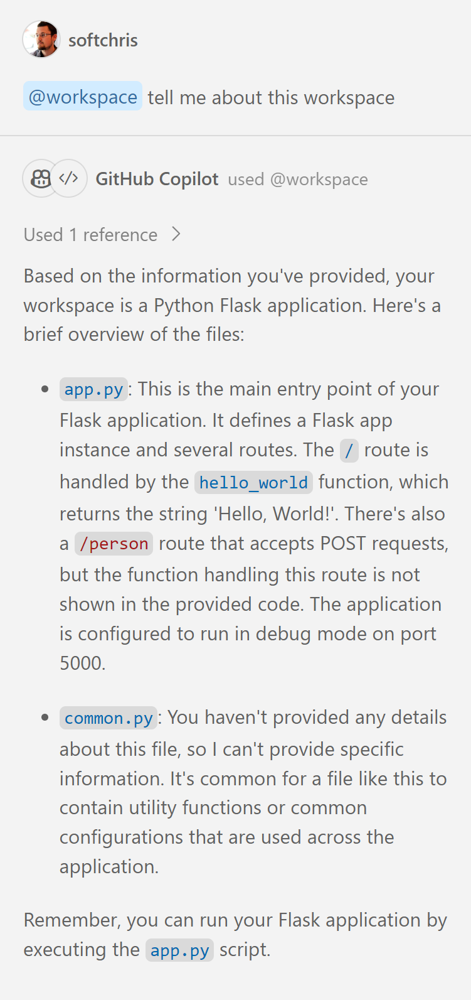 softchris
@workspace tell me about this workspace
</> GitHub Copilot used @workspace
Used 1 reference >
Based on the information you've provided, your
workspace is a Python Flask application. Here's a
brief overview of the files:
• app.py: This is the main entry point of your
Flask application. It defines a Flask app
instance and several routes. The / route is
handled by the hello_world function, which
returns the string 'Hello, World!'. There's also
a /person route that accepts POST requests,
but the function handling this route is not
shown in the provided code. The application
is configured to run in debug mode on port
5000.
• common.py: You haven't provided any details
about this file, so I can't provide specific
information. It's common for a file like this to
contain utility functions or common
configurations that are used across the
application.
Remember, you can run your Flask application by
executing the app.py script.